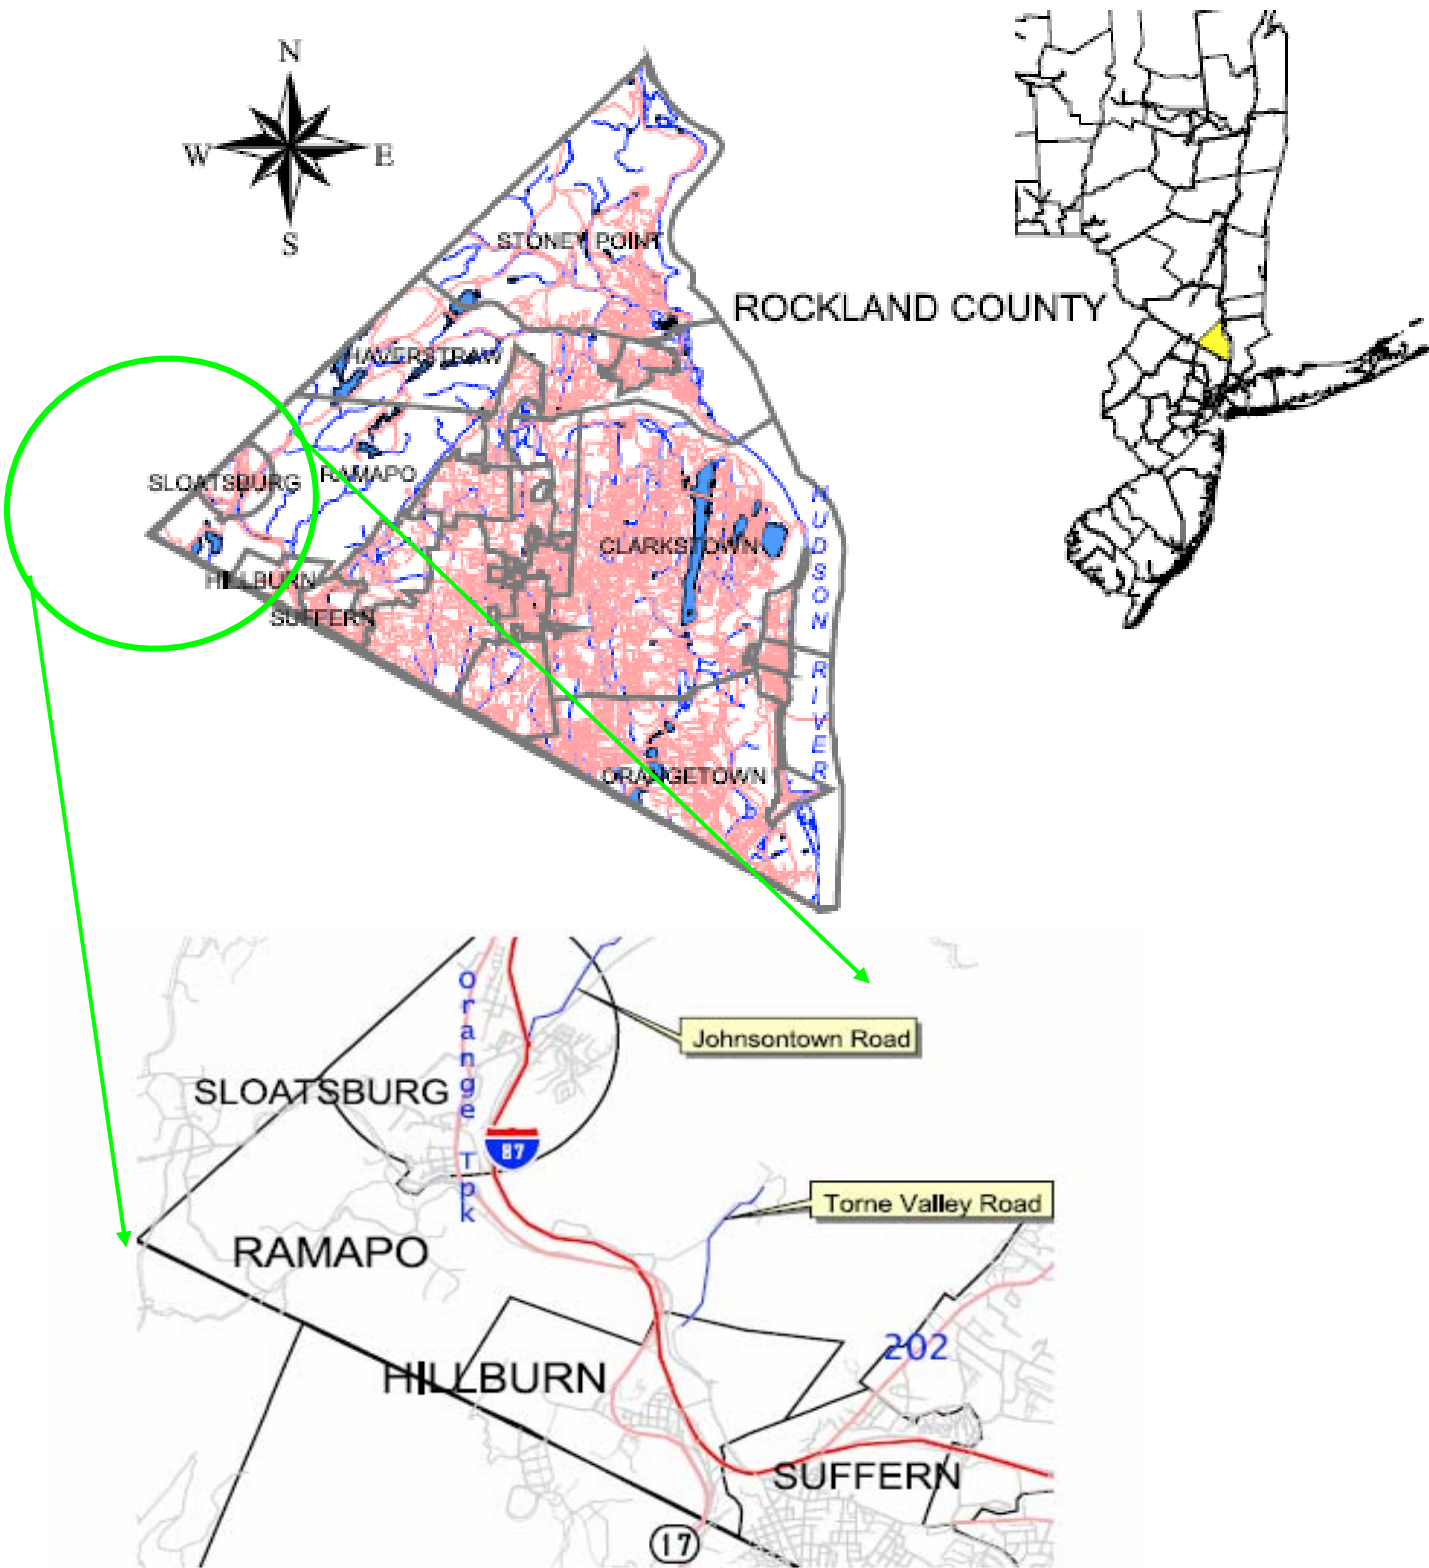 N
W E
S
STONEY POINT
ROCKLAND COUNTY
HAVERSTRAW
SLOATSBURG
RAMAPO
HUDSON RIVER
CLARKSTOWN
HILLBURN
SUFFERN
ORANGETOWN
Orange Tpk
Johnsontown Road
SLOATSBURG
87
Torne Valley Road
RAMAPO
202
HILLBURN
SUFFERN
17